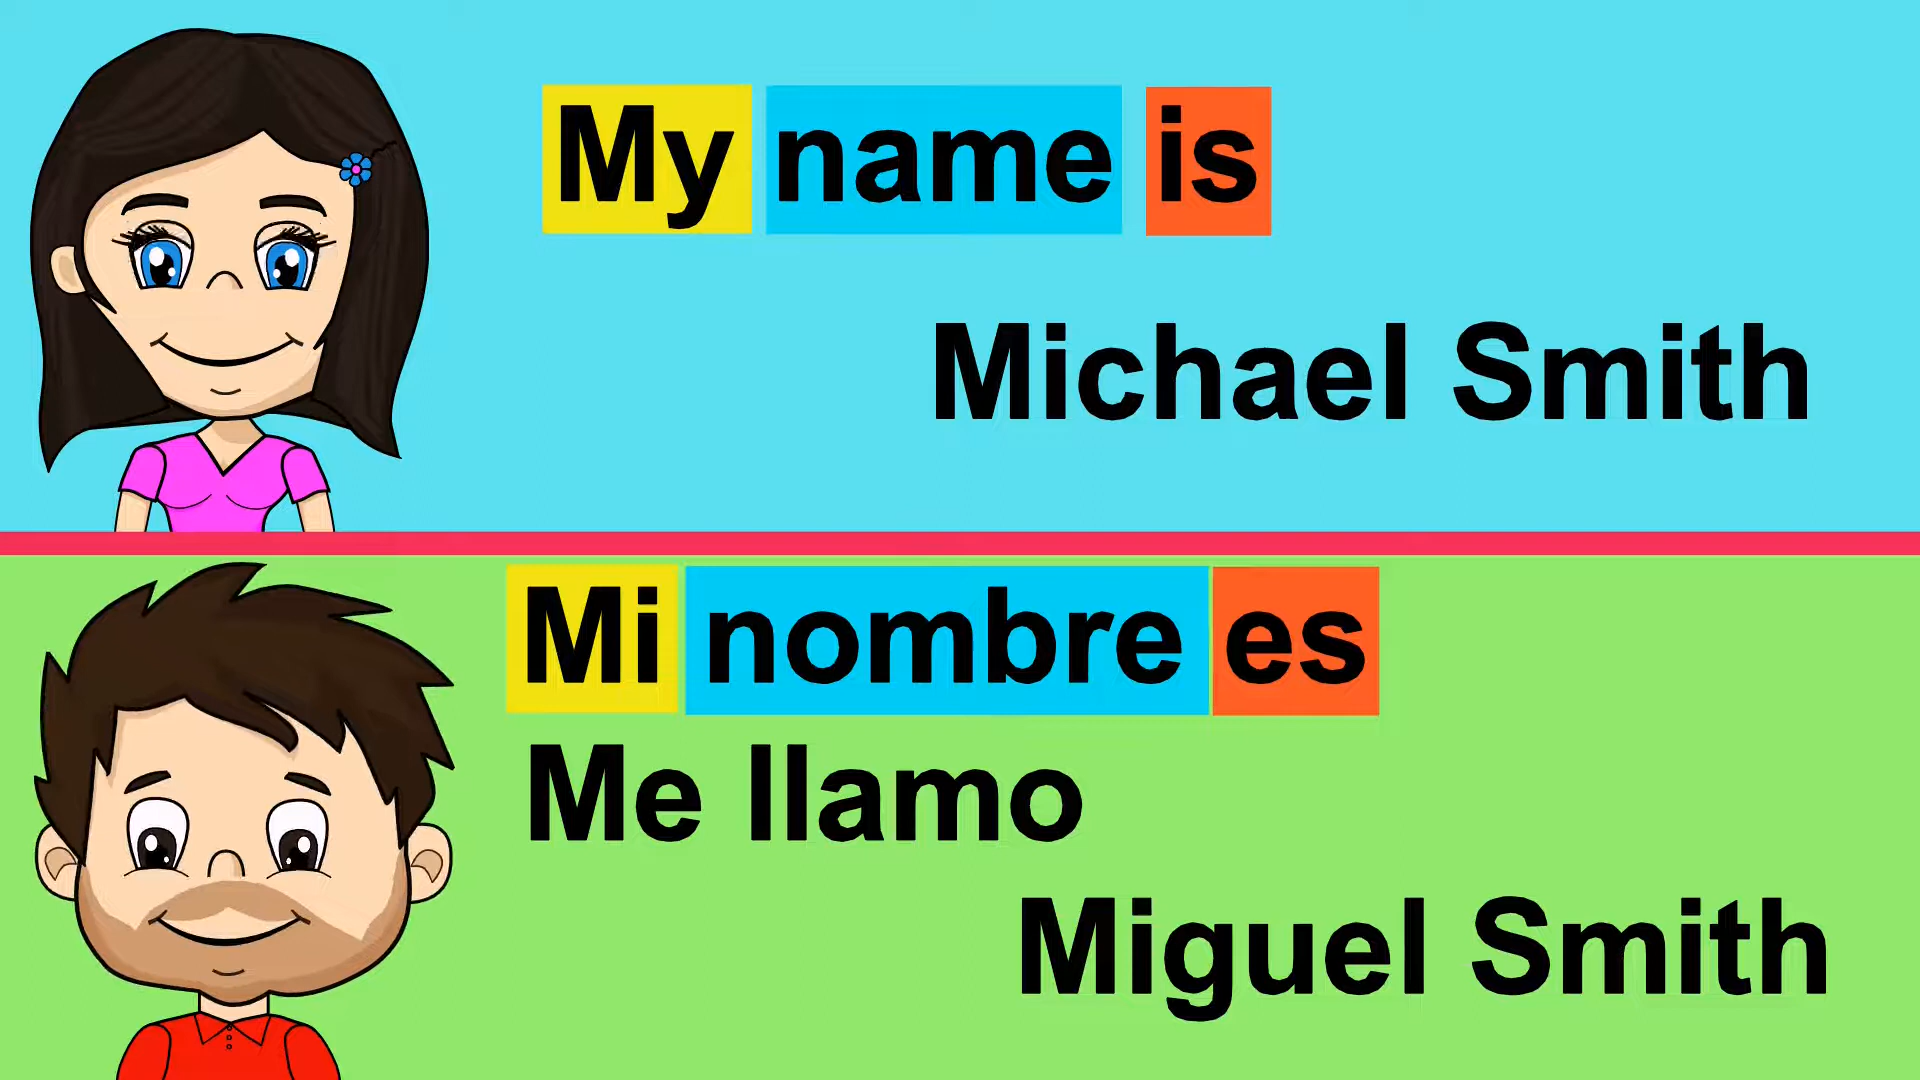 My name is
Michael Smith
Mi nombre es
Me llamo
Miguel Smith